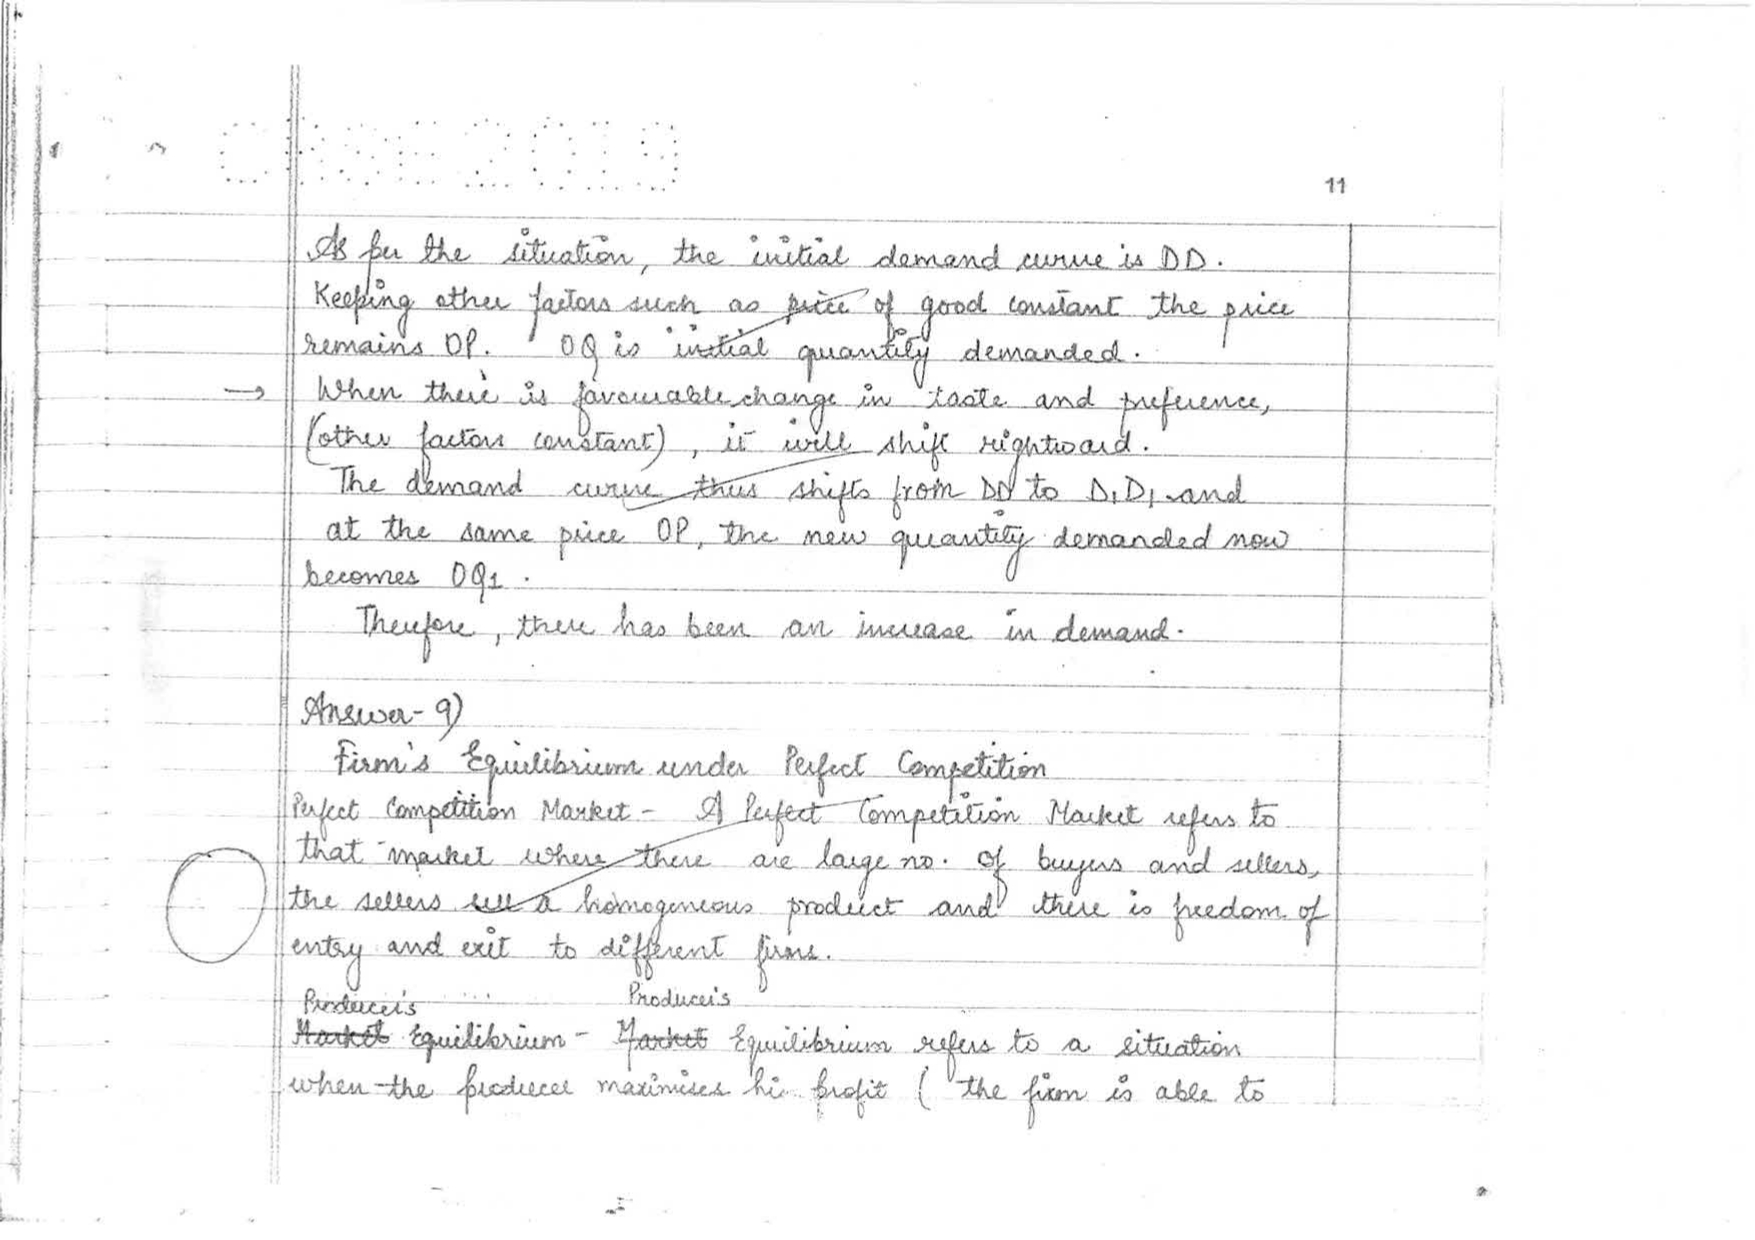 CBSE 2019
11
As per the situation, the initial demand curve is DD.
Keeping other factors such as price of good constant the price
remains OP. OQ is initial quantity demanded.
→ When there is favourable change in taste and preference,
(other factors constant), it will shift rightward.
The demand curve thus shifts from DD to D1D1 and
at the same price OP, the new quantity demanded now
becomes OQ1.
Therefore, there has been an increase in demand.
Answer-9)
Firm's Equilibrium under Perfect Competition
Perfect Competition Market - A Perfect Competition Market refers to
that market where there are large no. of buyers and sellers,
the sellers sell a homogeneous product and there is freedom of
entry and exit to different firms.
Producer's Producer's
Market Equilibrium - Market Equilibrium refers to a situation
when the producer maximises his profit ( the firm is able to